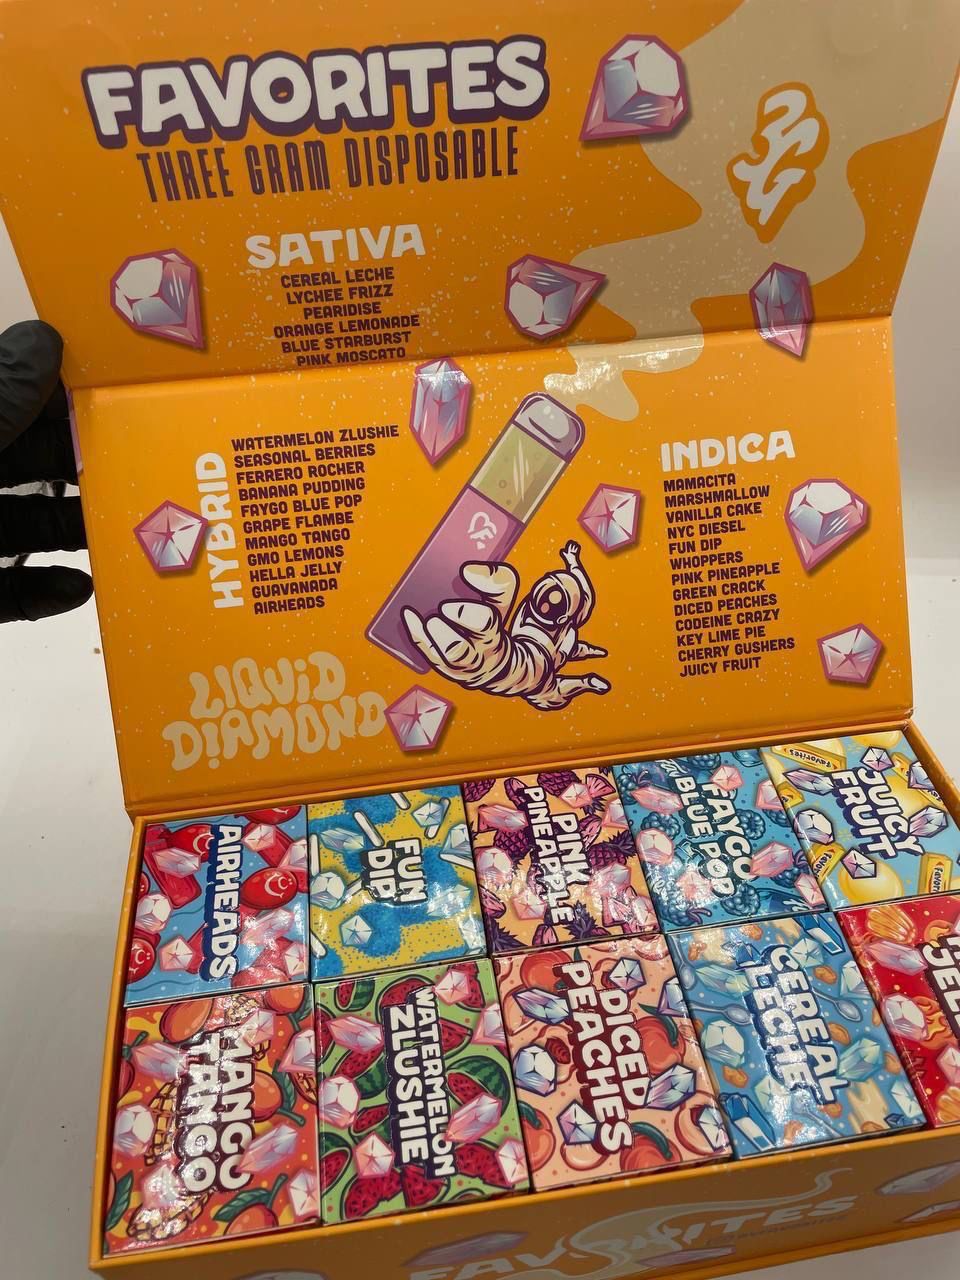 FAVORITES
THREE GRAM DISPOSABLE
SATIVA
CEREAL LECHE
LYCHEE FRIZZ
PEARIDISE
ORANGE LEMONADE
BLUE STARBURST
PINK MOSCATO
HYBRID
WATERMELON ZLUSHIE
SEASONAL BERRIES
FERRERO ROCHER
BANANA PUDDING
FAYGO BLUE POP
GRAPE FLAMBE
MANGO TANGO
GMO LEMONS
HELLA JELLY
GUAVANADA
AIRHEADS
INDICA
MAMACITA
MARSHMALLOW
VANILLA CAKE
NYC DIESEL
FUN DIP
WHOPPERS
PINK PINEAPPLE
GREEN CRACK
DICED PEACHES
CODEINE CRAZY
KEY LIME PIE
CHERRY GUSHERS
JUICY FRUIT
LIQUID
DIAMOND
AIRHEADS
FUN
DIP
PINK
PINEAPPLE
FAYGO
BLUE POP
JUICY
FRUIT
Favorites
MANGO
TANGO
WATERMELON
ZLUSHIE
DICED
PEACHES
CEREAL
LECHE